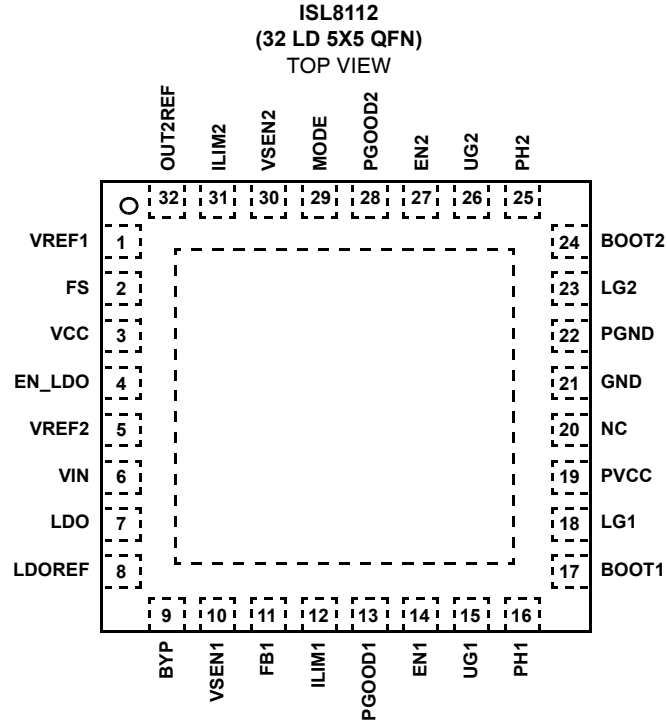 ISL8112
(32 LD 5X5 QFN)
TOP VIEW
OUT2REF
ILIM2
VSEN2
MODE
PGOOD2
EN2
UG2
PH2
32 31 30 29 28 27 26 25
VREF1 1
FS 2
VCC 3
EN_LDO 4
VREF2 5
VIN 6
LDO 7
LDOREF 8
24 BOOT2
23 LG2
22 PGND
21 GND
20 NC
19 PVCC
18 LG1
17 BOOT1
9 10 11 12 13 14 15 16
BYP
VSEN1
FB1
ILIM1
PGOOD1
EN1
UG1
PH1